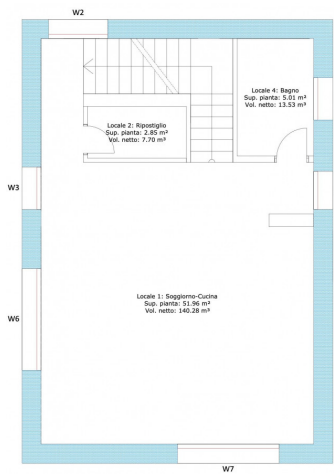 W2
Locale 4: Bagno
Sup. pianta: 5.01 m²
Vol. netto: 13.53 m³
Locale 2: Ripostiglio
Sup. pianta: 2.85 m²
Vol. netto: 7.70 m³
W3
Locale 1: Soggiorno-Cucina
Sup. pianta: 51.96 m²
Vol. netto: 140.28 m³
W6
W7